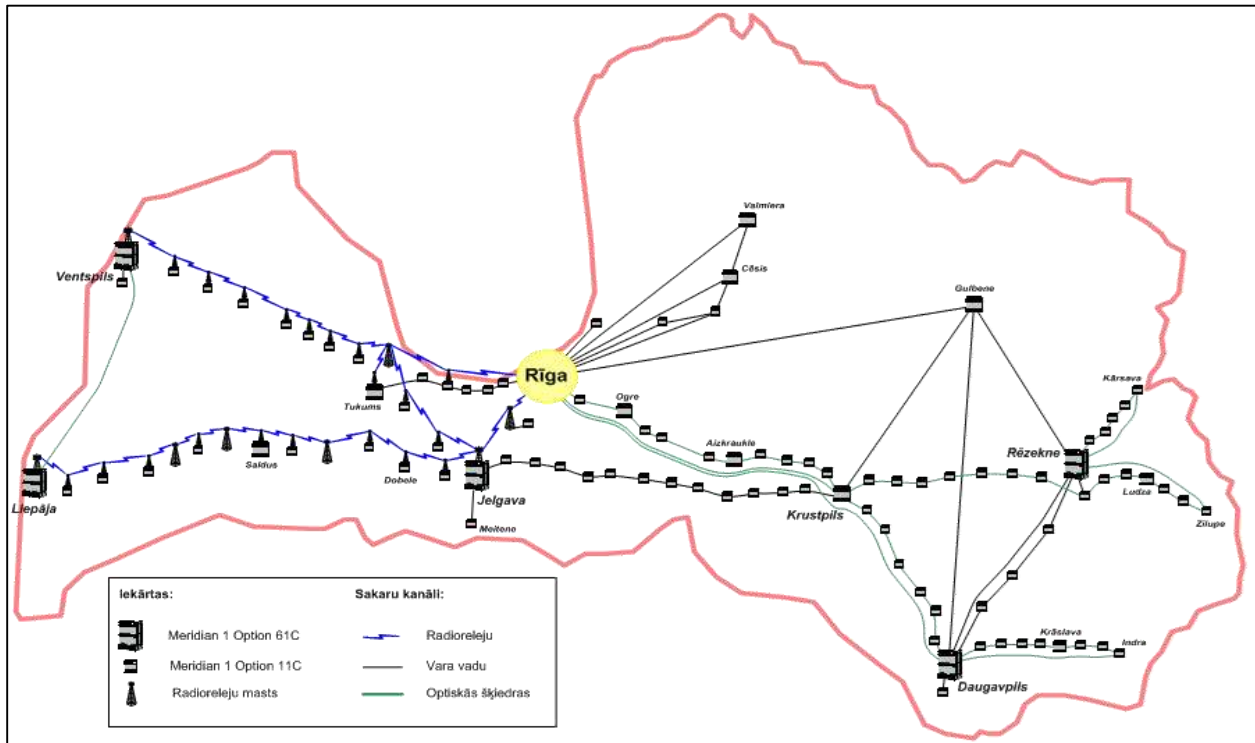 Valmiera
Cēsis
Ventspils
Gulbene
Rīga
Kārsava
Tukums
Ogre
Aizkraukle
Rēzekne
Saldus
Dobele
Jelgava
Ludza
Liepāja
Krustpils
Zilupe
Meitene
Iekārtas:
Sakaru kanāli:
Meridian 1 Option 61C
Radioreleju
Meridian 1 Option 11C
Vara vadu
Radioreleju masts
Optiskās šķiedras
Krāslava
Indra
Daugavpils